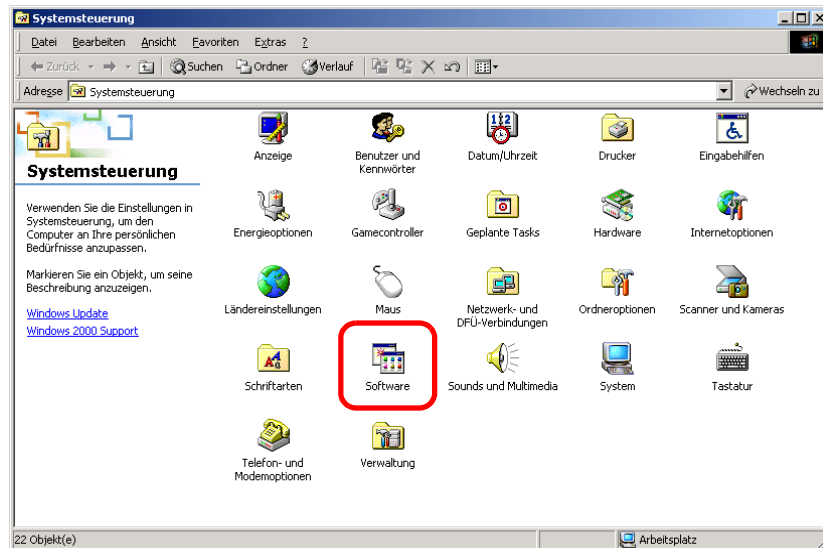 Systemsteuerung
Datei Bearbeiten Ansicht Favoriten Extras ?
Zurück Suchen Ordner Verlauf
Adresse Systemsteuerung Wechseln zu
Systemsteuerung
Verwenden Sie die Einstellungen in
Systemsteuerung, um den
Computer an Ihre persönlichen
Bedürfnisse anzupassen.
Markieren Sie ein Objekt, um seine
Beschreibung anzuzeigen.
Windows Update
Windows 2000 Support
Anzeige
Benutzer und
Kennwörter
Datum/Uhrzeit
Drucker
Eingabehilfen
Energieoptionen
Gamecontroller
Geplante Tasks
Hardware
Internetoptionen
Ländereinstellungen
Maus
Netzwerk- und
DFÜ-Verbindungen
Ordneroptionen
Scanner und Kameras
Schriftarten
Software
Sounds und Multimedia
System
Tastatur
Telefon- und
Modemoptionen
Verwaltung
22 Objekt(e)
Arbeitsplatz